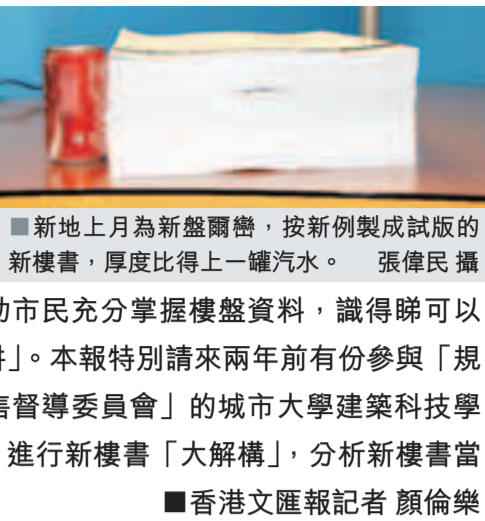 ■新地上月為新盤爾巒，按新例製成試版的
新樓書，厚度比得上一罐汽水。 張偉民 攝
助市民充分掌握樓盤資料，識得睇可以
」。本報特別請來兩年前有份參與「規
售督導委員會」的城市大學建築科技學
進行新樓書「大解構」，分析新樓書當
■香港文匯報記者 顏倫樂